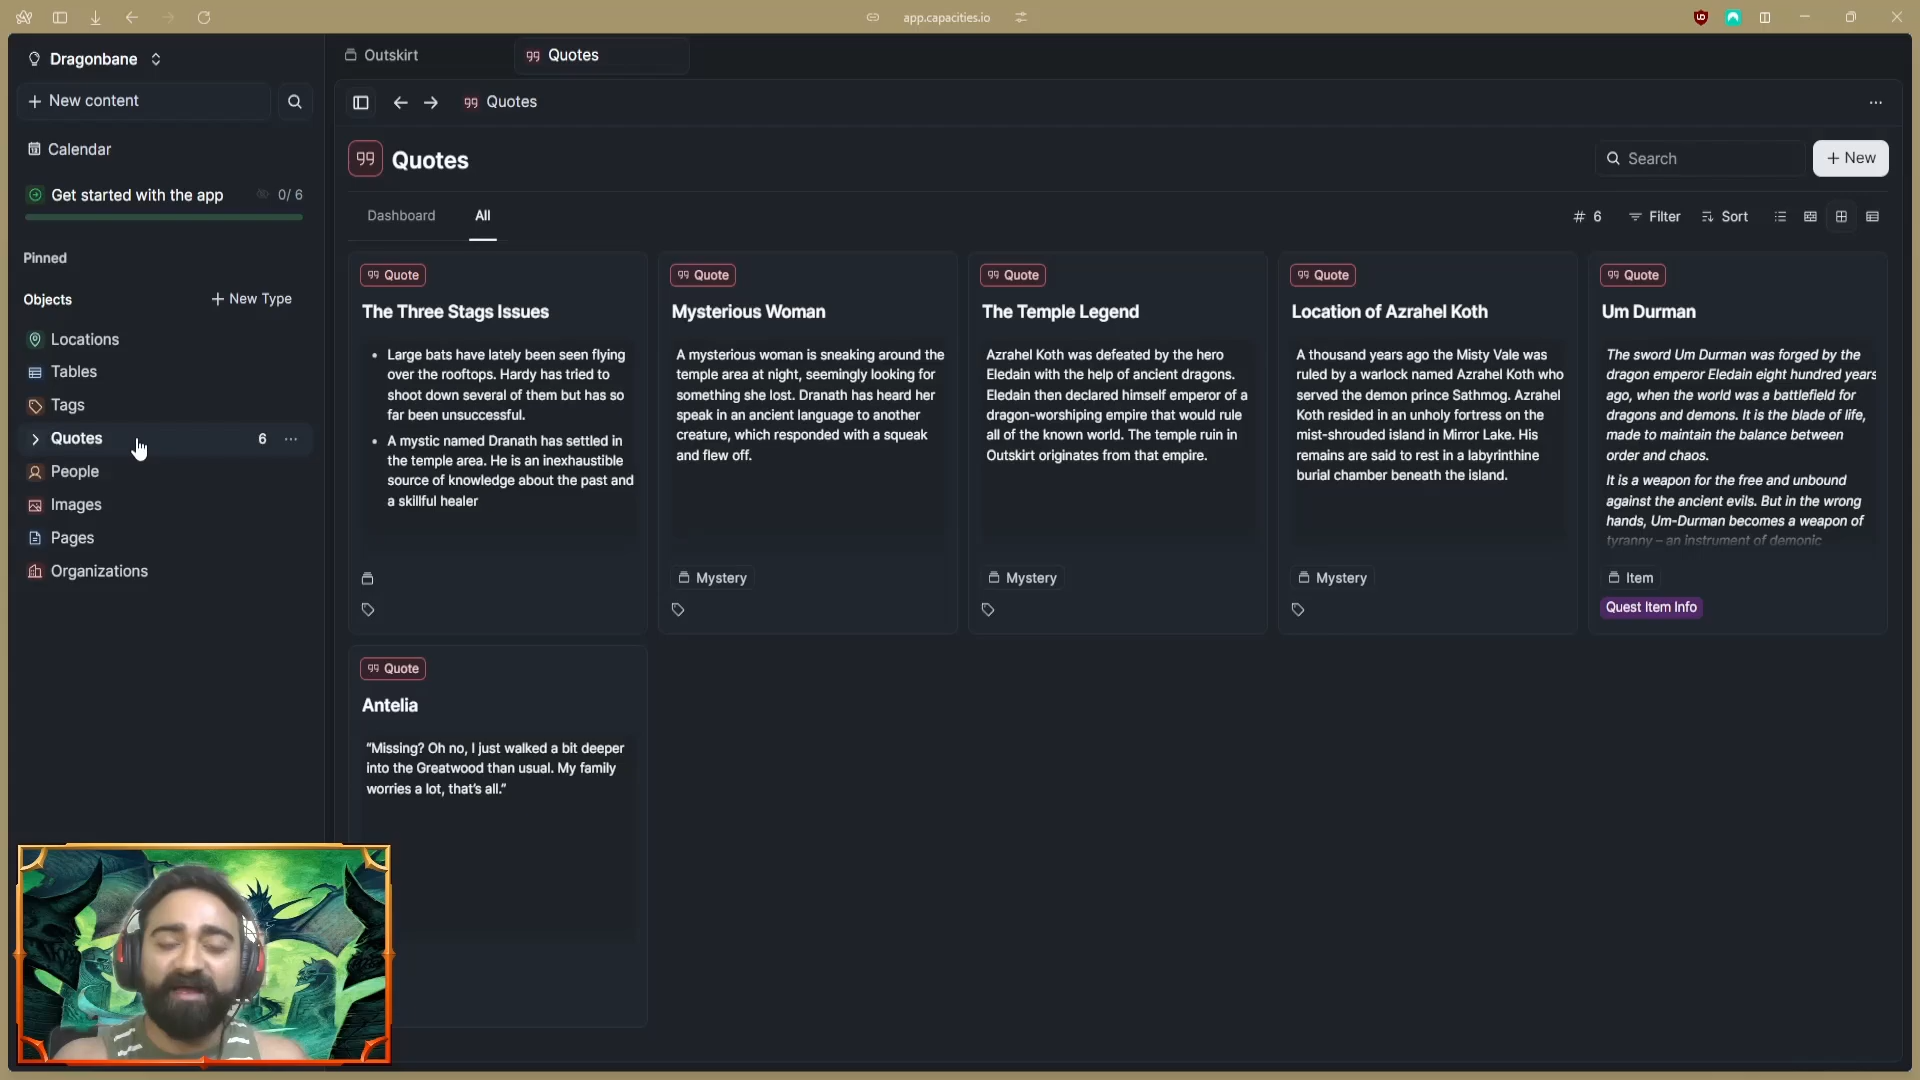 app.capacities.io
Dragonbane
Outskirt
Quotes
+ New content
Quotes
Calendar
Quotes
Search
+ New
Get started with the app
0/ 6
Dashboard
All
# 6
Filter
Sort
Pinned
Objects
+ New Type
Locations
Tables
Tags
Quotes
6
People
Images
Pages
Organizations
Quote
The Three Stags Issues
• Large bats have lately been seen flying
over the rooftops. Hardy has tried to
shoot down several of them but has so
far been unsuccessful.
• A mystic named Dranath has settled in
the temple area. He is an inexhaustible
source of knowledge about the past and
a skillful healer
Quote
Mysterious Woman
A mysterious woman is sneaking around the
temple area at night, seemingly looking for
something she lost. Dranath has heard her
speak in an ancient language to another
creature, which responded with a squeak
and flew off.
Mystery
Quote
The Temple Legend
Azrahel Koth was defeated by the hero
Eledain with the help of ancient dragons.
Eledain then declared himself emperor of a
dragon-worshiping empire that would rule
all of the known world. The temple ruin in
Outskirt originates from that empire.
Mystery
Quote
Location of Azrahel Koth
A thousand years ago the Misty Vale was
ruled by a warlock named Azrahel Koth who
served the demon prince Sathmog. Azrahel
Koth resided in an unholy fortress on the
mist-shrouded island in Mirror Lake. His
remains are said to rest in a labyrinthine
burial chamber beneath the island.
Mystery
Quote
Um Durman
The sword Um Durman was forged by the
dragon emperor Eledain eight hundred years
ago, when the world was a battlefield for
dragons and demons. It is the blade of life,
made to maintain the balance between
order and chaos.
It is a weapon for the free and unbound
against the ancient evils. But in the wrong
hands, Um-Durman becomes a weapon of
tyranny – an instrument of demonic
Item
Quest Item Info
Quote
Antelia
“Missing? Oh no, I just walked a bit deeper
into the Greatwood than usual. My family
worries a lot, that’s all.”